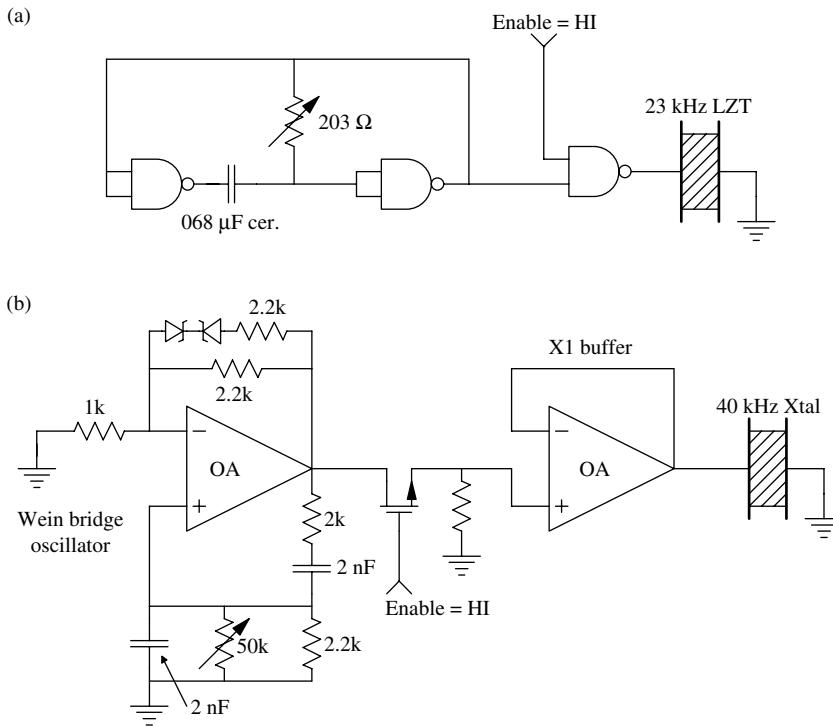 (a)
Enable = HI
203 Ω
23 kHz LZT
068 µF cer.
(b)
2.2k
2.2k
X1 buffer
1k
40 kHz Xtal
−
OA
+
−
OA
+
Wein bridge
oscillator
2k
2 nF
Enable = HI
50k
2.2k
2 nF